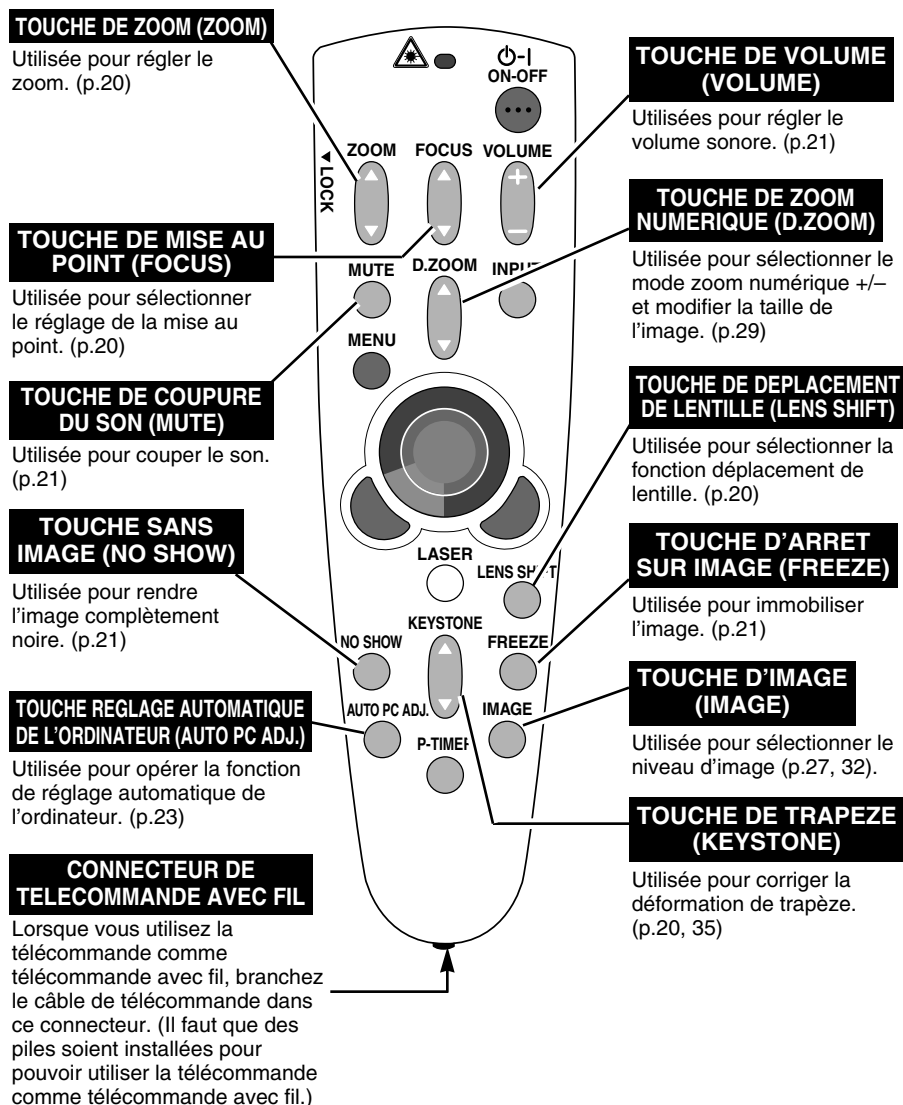 TOUCHE DE ZOOM (ZOOM)
Utilisée pour régler le
zoom. (p.20)
TOUCHE DE MISE AU
POINT (FOCUS)
Utilisée pour sélectionner
le réglage de la mise au
point. (p.20)
TOUCHE DE COUPURE
DU SON (MUTE)
Utilisée pour couper le son.
(p.21)
TOUCHE SANS
IMAGE (NO SHOW)
Utilisée pour rendre
l'image complètement
noire. (p.21)
TOUCHE REGLAGE AUTOMATIQUE
DE L'ORDINATEUR (AUTO PC ADJ.)
Utilisée pour opérer la fonction
de réglage automatique de
l'ordinateur. (p.23)
CONNECTEUR DE
TELECOMMANDE AVEC FIL
Lorsque vous utilisez la
télécommande comme
télécommande avec fil, branchez
le câble de télécommande dans
ce connecteur. (Il faut que des
piles soient installées pour
pouvoir utiliser la télécommande
comme télécommande avec fil.)
ON-OFF
LOCK
ZOOM FOCUS VOLUME
MUTE D.ZOOM INPUT
MENU
LASER
LENS SHIFT
KEYSTONE
NO SHOW FREEZE
AUTO PC ADJ. IMAGE
P-TIMER
TOUCHE DE VOLUME
(VOLUME)
Utilisées pour régler le
volume sonore. (p.21)
TOUCHE DE ZOOM
NUMERIQUE (D.ZOOM)
Utilisée pour sélectionner le
mode zoom numérique +/–
et modifier la taille de
l'image. (p.29)
TOUCHE DE DEPLACEMENT
DE LENTILLE (LENS SHIFT)
Utilisée pour sélectionner la
fonction déplacement de
lentille. (p.20)
TOUCHE D'ARRET
SUR IMAGE (FREEZE)
Utilisée pour immobiliser
l'image. (p.21)
TOUCHE D'IMAGE
(IMAGE)
Utilisée pour sélectionner le
niveau d'image (p.27, 32).
TOUCHE DE TRAPEZE
(KEYSTONE)
Utilisée pour corriger la
déformation de trapèze.
(p.20, 35)